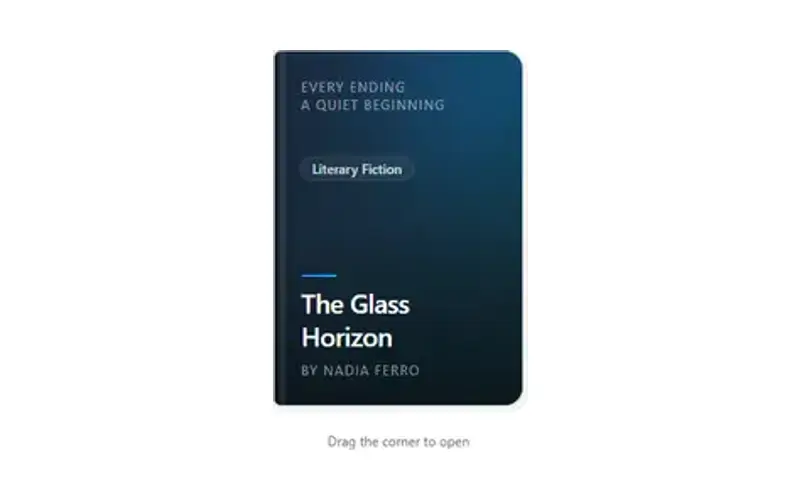 EVERY ENDING
A QUIET BEGINNING
Literary Fiction
The Glass
Horizon
BY NADIA FERRO
Drag the corner to open